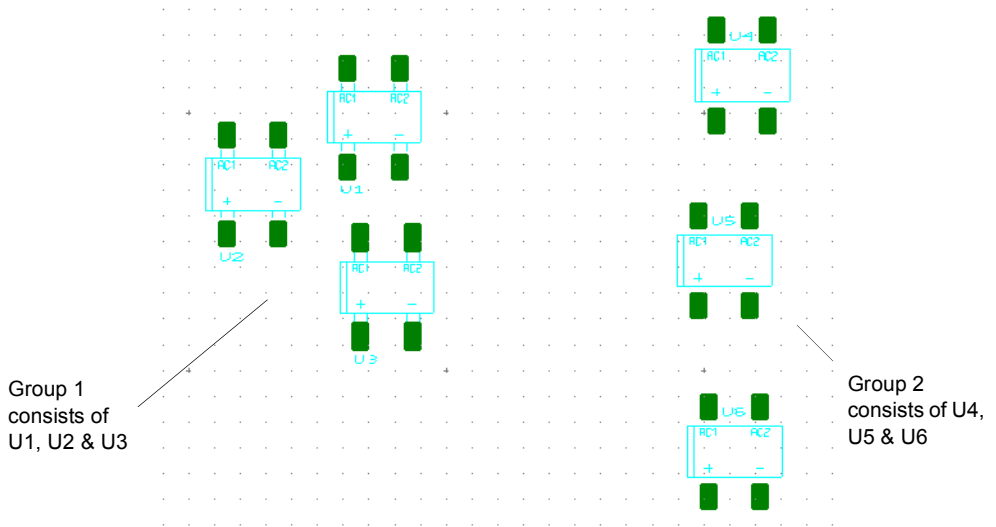 U4
AC1 AC2
+ -
AC1 AC2
+ -
U1
AC1 AC2
+ -
U2
U5
AC1 AC2
+ -
AC1 AC2
+ -
U3
Group 1
consists of
U1, U2 & U3
Group 2
consists of U4,
U5 & U6
U6
AC1 AC2
+ -